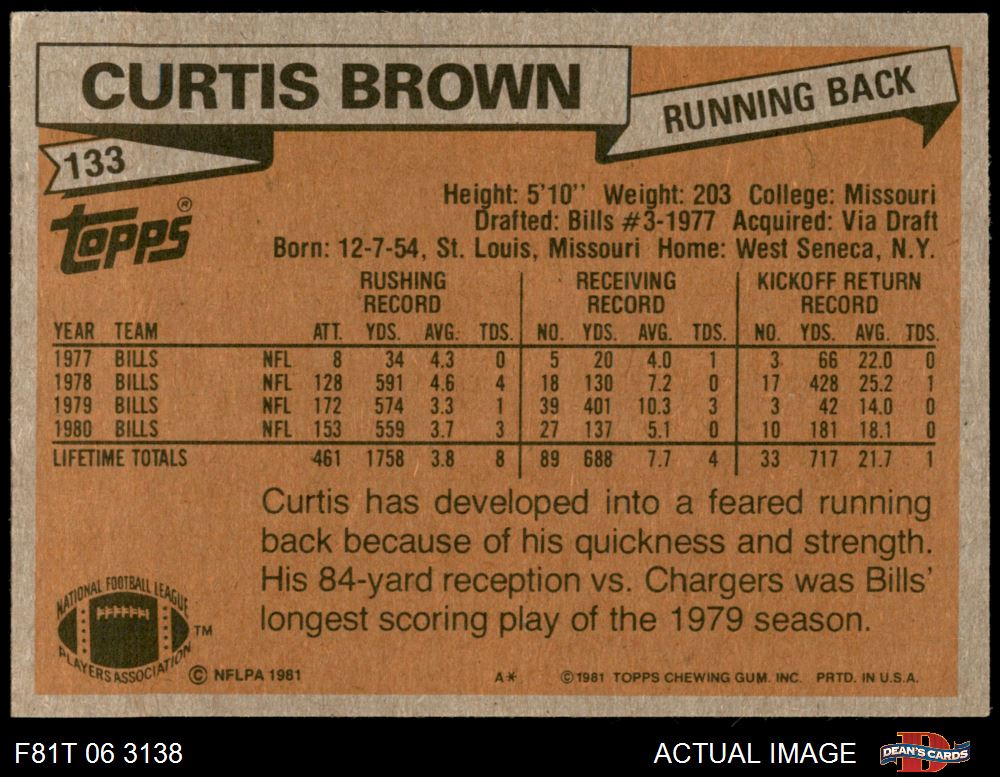 CURTIS BROWN
RUNNING BACK
133
TOPPS®
Height: 5'10'' Weight: 203 College: Missouri
Drafted: Bills #3-1977 Acquired: Via Draft
Born: 12-7-54, St. Louis, Missouri Home: West Seneca, N.Y.
RUSHING RECORD RECEIVING RECORD KICKOFF RETURN RECORD
YEAR TEAM ATT. YDS. AVG. TDS. NO. YDS. AVG. TDS. NO. YDS. AVG. TDS.
1977 BILLS NFL 8 34 4.3 0 5 20 4.0 1 3 66 22.0 0
1978 BILLS NFL 128 591 4.6 4 18 130 7.2 0 17 428 25.2 1
1979 BILLS NFL 172 574 3.3 1 39 401 10.3 3 3 42 14.0 0
1980 BILLS NFL 153 559 3.7 3 27 137 5.1 0 10 181 18.1 0
LIFETIME TOTALS 461 1758 3.8 8 89 688 7.7 4 33 717 21.7 1
Curtis has developed into a feared running
back because of his quickness and strength.
His 84-yard reception vs. Chargers was Bills'
longest scoring play of the 1979 season.
NATIONAL FOOTBALL LEAGUE
PLAYERS ASSOCIATION
TM
© NFLPA 1981
A* ©1981 TOPPS CHEWING GUM. INC. PRTD. IN U.S.A.
F81T 06 3138
ACTUAL IMAGE
D
DEAN'S CARDS